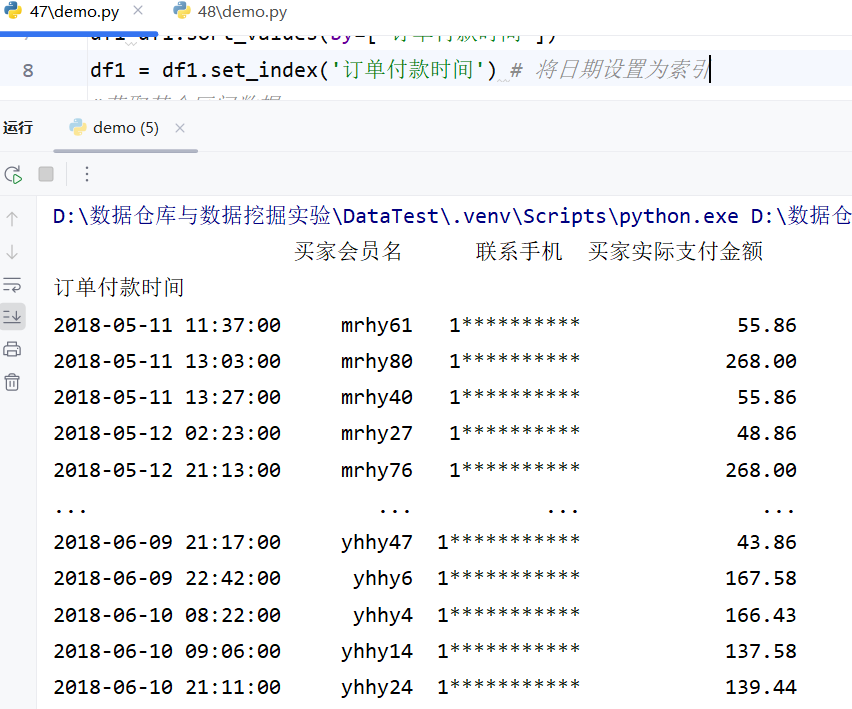 47\demo.py 48\demo.py
df1=df1.sort_values(by=['订单付款时间'])
8 df1 = df1.set_index('订单付款时间') # 将日期设置为索引
运行 demo (5)
D:\数据仓库与数据挖掘实验\DataTest\.venv\Scripts\python.exe D:\数据仓
买家会员名 联系手机 买家实际支付金额
订单付款时间
2018-05-11 11:37:00 mrhy61 1********** 55.86
2018-05-11 13:03:00 mrhy80 1********** 268.00
2018-05-11 13:27:00 mrhy40 1********** 55.86
2018-05-12 02:23:00 mrhy27 1********** 48.86
2018-05-12 21:13:00 mrhy76 1********** 268.00
... ... ... ...
2018-06-09 21:17:00 yhhy47 1*********** 43.86
2018-06-09 22:42:00 yhhy6 1*********** 167.58
2018-06-10 08:22:00 yhhy4 1*********** 166.43
2018-06-10 09:06:00 yhhy14 1*********** 137.58
2018-06-10 21:11:00 yhhy24 1*********** 139.44